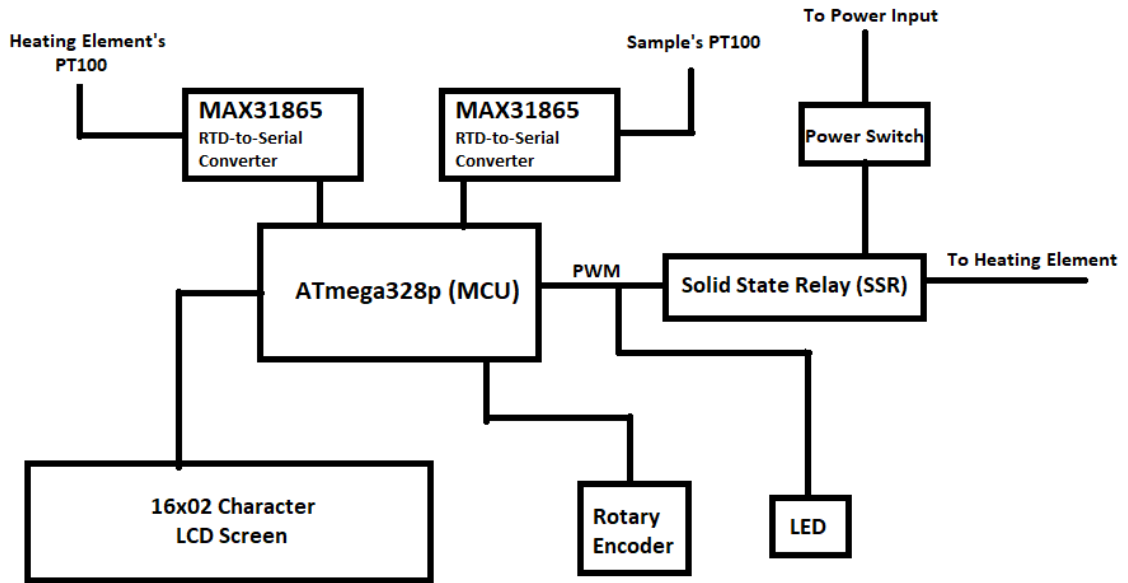 To Power Input
Heating Element's
PT100
Sample's PT100
MAX31865
RTD-to-Serial
Converter
MAX31865
RTD-to-Serial
Converter
Power Switch
ATmega328p (MCU)
PWM
Solid State Relay (SSR)
To Heating Element
16x02 Character
LCD Screen
Rotary
Encoder
LED